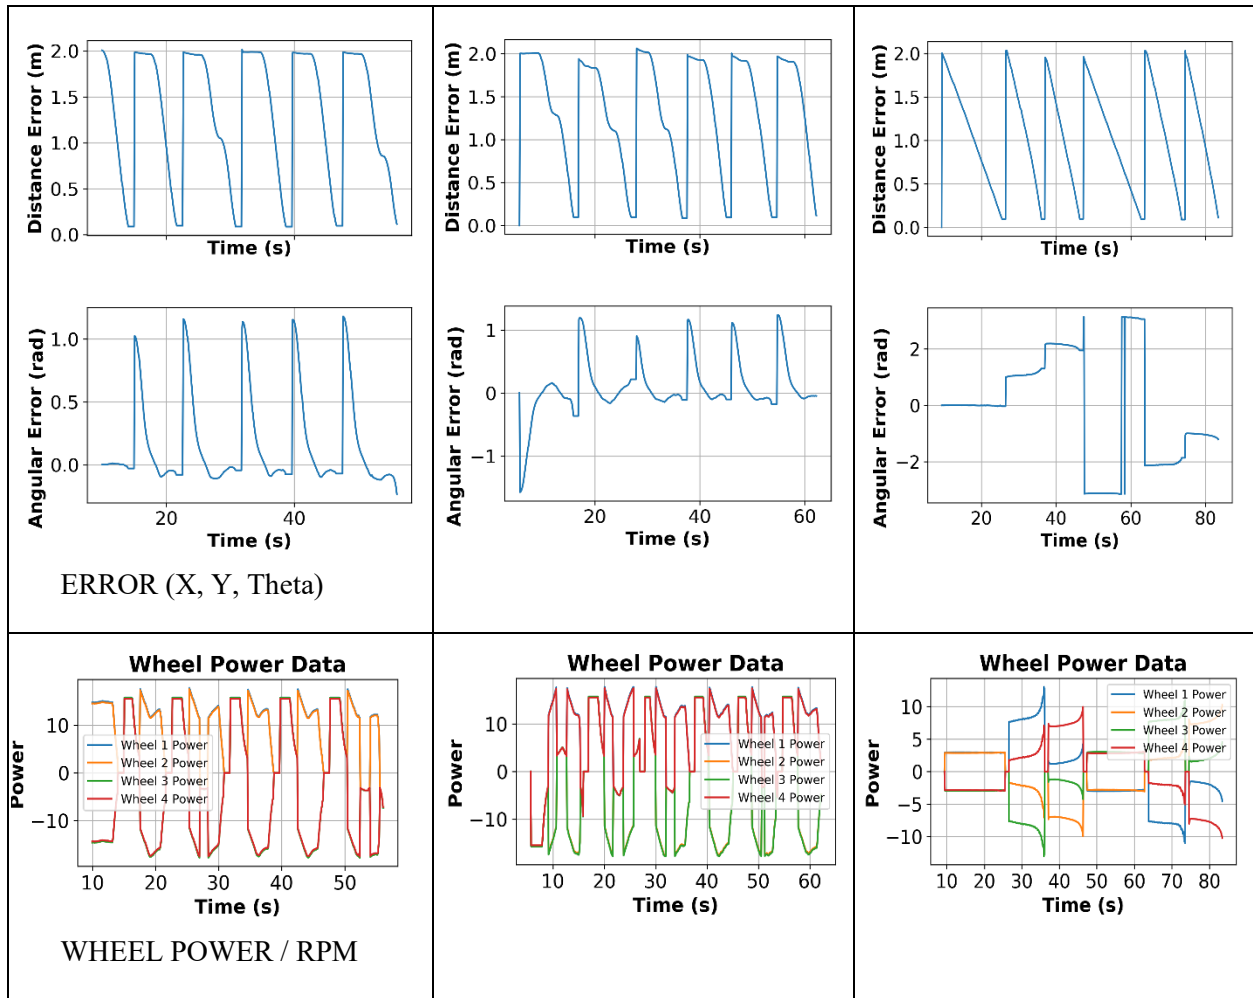 2.0
1.5
1.0
0.5
0.0
Distance Error (m)
Time (s)
1.0
0.5
0.0
Angular Error (rad)
20
40
Time (s)
ERROR (X, Y, Theta)
2.0
1.5
1.0
0.5
0.0
Distance Error (m)
Time (s)
1
0
−1
Angular Error (rad)
20
40
60
Time (s)
2.0
1.5
1.0
0.5
0.0
Distance Error (m)
Time (s)
2
0
−2
Angular Error (rad)
20
40
60
80
Time (s)
Wheel Power Data
10
0
−10
Power
Wheel 1 Power
Wheel 2 Power
Wheel 3 Power
Wheel 4 Power
10
20
30
40
50
Time (s)
WHEEL POWER / RPM
Wheel Power Data
10
0
−10
Power
Wheel 1 Power
Wheel 2 Power
Wheel 3 Power
Wheel 4 Power
10
20
30
40
50
60
Time (s)
Wheel Power Data
10
5
0
−5
−10
Power
Wheel 1 Power
Wheel 2 Power
Wheel 3 Power
Wheel 4 Power
10
20
30
40
50
60
70
80
Time (s)